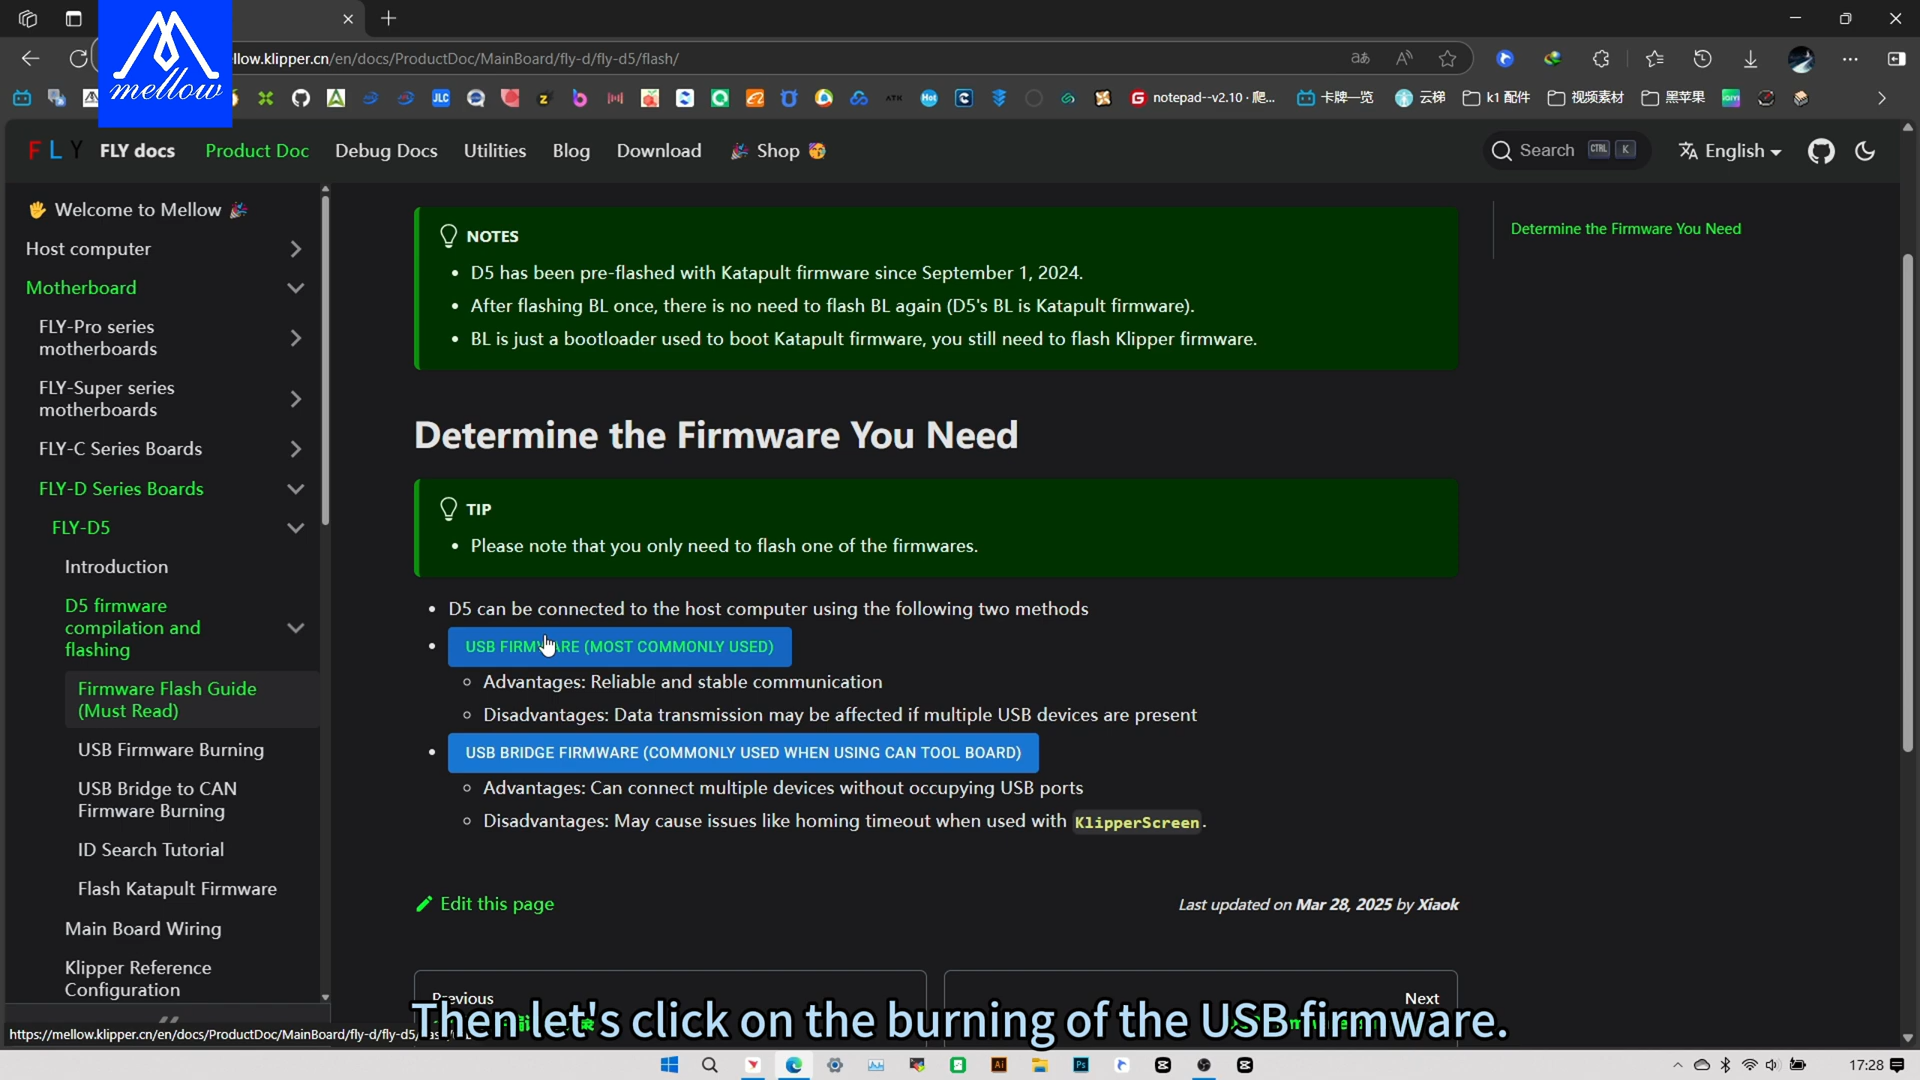 mellow
llow.klipper.cn/en/docs/ProductDoc/MainBoard/fly-d/fly-d5/flash/
notepad--v2.10 · 爬... 卡牌一览 云梯 k1 配件 视频素材 黑苹果
FLY FLY docs Product Doc Debug Docs Utilities Blog Download 🎉 Shop 🥳
Search CTRL K English
🖐 Welcome to Mellow 🎉
Host computer
Motherboard
FLY-Pro series
motherboards
FLY-Super series
motherboards
FLY-C Series Boards
FLY-D Series Boards
FLY-D5
Introduction
D5 firmware
compilation and
flashing
Firmware Flash Guide
(Must Read)
USB Firmware Burning
USB Bridge to CAN
Firmware Burning
ID Search Tutorial
Flash Katapult Firmware
Main Board Wiring
Klipper Reference
Configuration
NOTES
• D5 has been pre-flashed with Katapult firmware since September 1, 2024.
• After flashing BL once, there is no need to flash BL again (D5's BL is Katapult firmware).
• BL is just a bootloader used to boot Katapult firmware, you still need to flash Klipper firmware.
Determine the Firmware You Need
TIP
• Please note that you only need to flash one of the firmwares.
• D5 can be connected to the host computer using the following two methods
• USB FIRMWARE (MOST COMMONLY USED)
Advantages: Reliable and stable communication
Disadvantages: Data transmission may be affected if multiple USB devices are present
• USB BRIDGE FIRMWARE (COMMONLY USED WHEN USING CAN TOOL BOARD)
Advantages: Can connect multiple devices without occupying USB ports
Disadvantages: May cause issues like homing timeout when used with KlipperScreen.
Edit this page
Last updated on Mar 28, 2025 by Xiaok
Previous
Next
Determine the Firmware You Need
Then let's click on the burning of the USB firmware.
https://mellow.klipper.cn/en/docs/ProductDoc/MainBoard/fly-d/fly-d5/
17:28